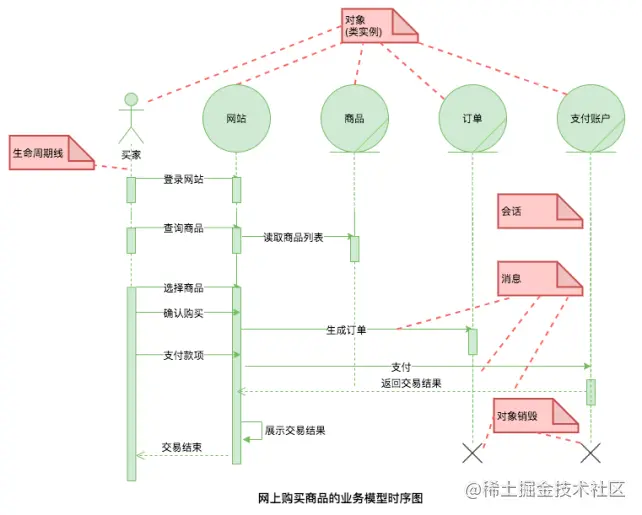 对象
(类实例)
网站
商品
订单
支付账户
买家
生命周期线
登录网站
会话
查询商品
读取商品列表
消息
选择商品
确认购买
生成订单
支付款项
支付
返回交易结果
对象销毁
展示交易结果
交易结束
网上购买商品的业务模型时序图
@稀土掘金技术社区